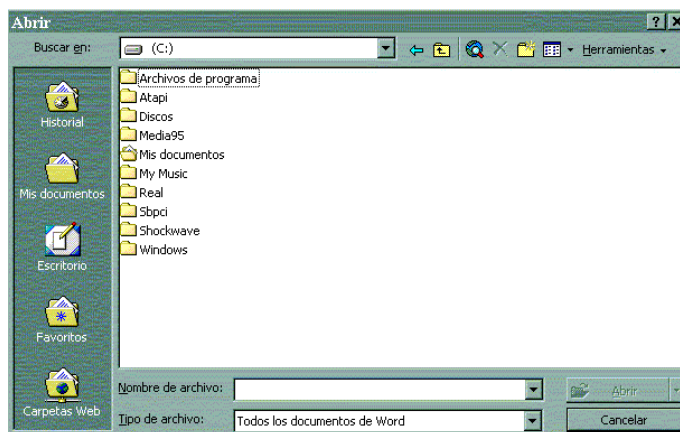 Abrir
Buscar en: (C:) Herramientas
Historial
Mis documentos
Escritorio
Favoritos
Carpetas Web
Archivos de programa
Atapi
Discos
Media95
Mis documentos
My Music
Real
Sbpci
Shockwave
Windows
Nombre de archivo: Abrir
Tipo de archivo: Todos los documentos de Word Cancelar